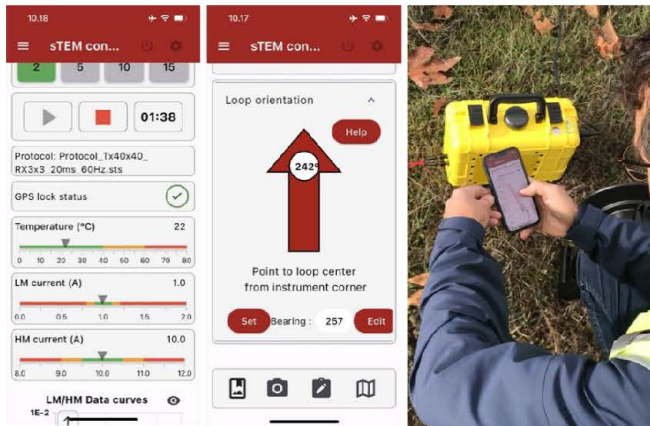 10.18
sTEM con...
2 5 10 15
01:38
Protocol: Protocol_Tx40x40_
RX3x3_20ms_60Hz.sts
GPS lock status
Temperature (°C) 22
0 10 20 30 40 50 60 70 80
LM current (A) 1.0
0.0 0.5 1.0 1.5 2.0
HM current (A) 10.0
8.0 9.0 10.0 11.0 12.0
LM/HM Data curves
1E-2
10.17
sTEM con...
Loop orientation
Help
242°
Point to loop center
from instrument corner
Set Bearing : 257 Edit